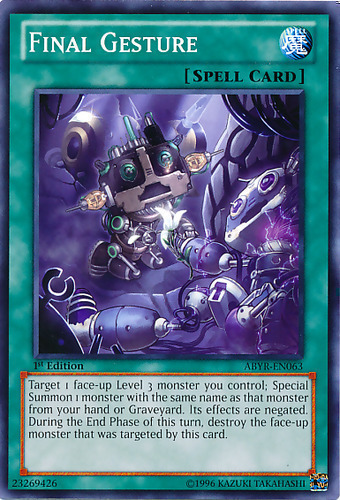 FINAL GESTURE
魔
[SPELL CARD]
1st Edition
ABYR-EN063
Target 1 face-up Level 3 monster you control; Special
Summon 1 monster with the same name as that monster
from your hand or Graveyard. Its effects are negated.
During the End Phase of this turn, destroy the face-up
monster that was targeted by this card.
23269426
©1996 KAZUKI TAKAHASHI